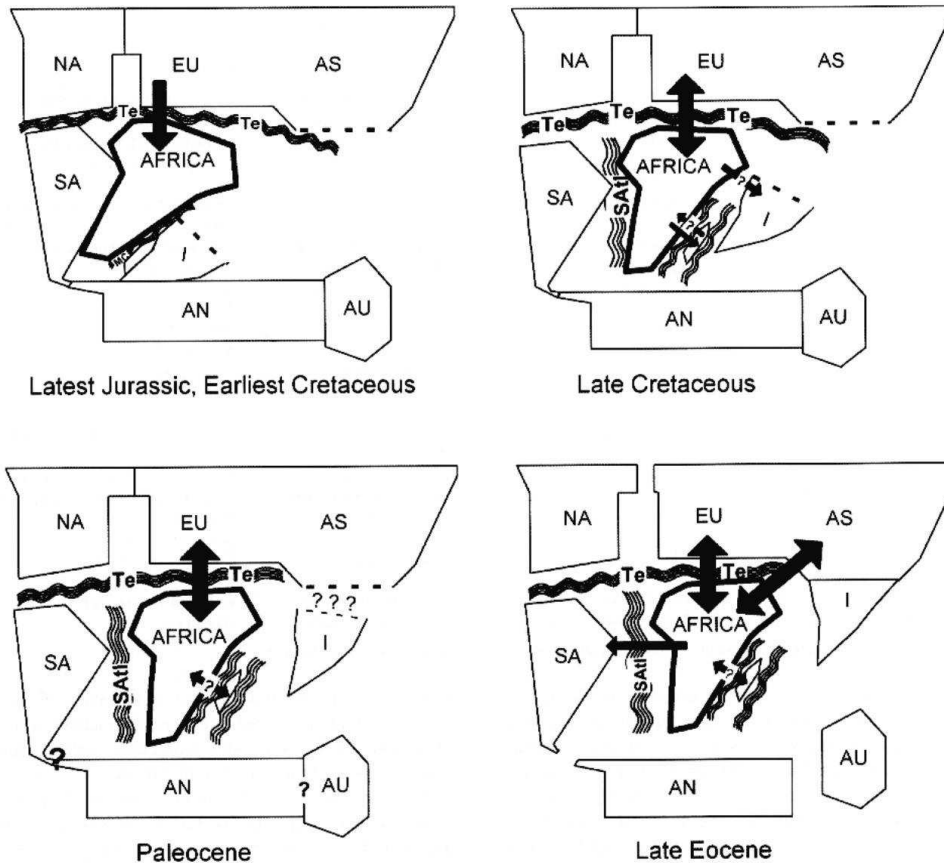 NA EU AS
Te Te
AFRICA
SA
MC I
AN AU
Latest Jurassic, Earliest Cretaceous
NA EU AS
Te Te Te
AFRICA
SA SAtl ?
? I
AN AU
Late Cretaceous
NA EU AS
Te Te
? ? ?
AFRICA
SA SAtl I
?
?
AN ? AU
Paleocene
NA EU AS
Te Te
I
AFRICA
SA SAtl ?
AN AU
Late Eocene